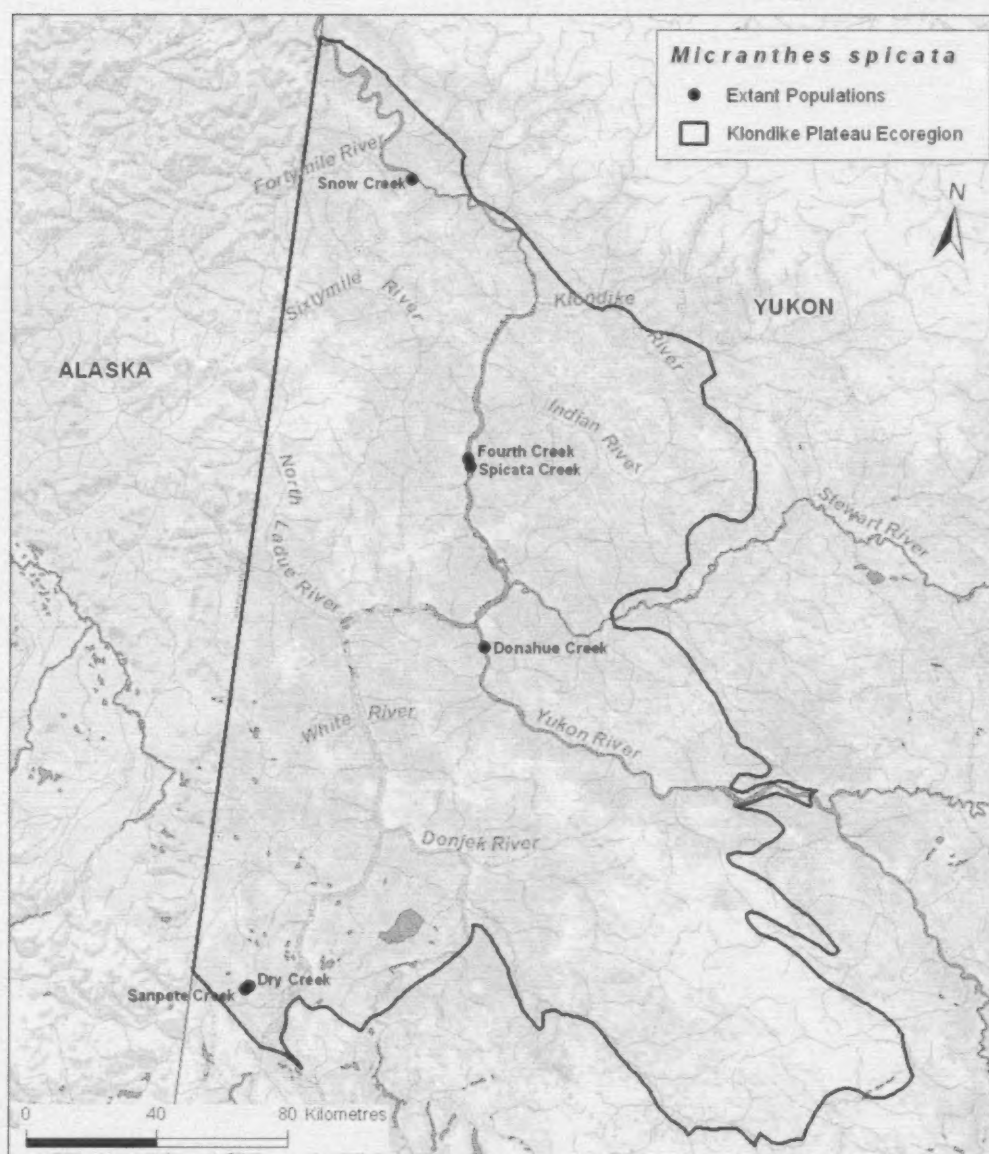 Micranthes spicata
Extant Populations
Klondike Plateau Ecoregion
N
Fortymile River
Snow Creek
Sixtymile River
Klondike River
YUKON
ALASKA
Indian River
Fourth Creek
Spicata Creek
North Ladue River
Stewart River
Donahue Creek
White River
Yukon River
Donjek River
Dry Creek
Sanpete Creek
0 40 80 Kilometres